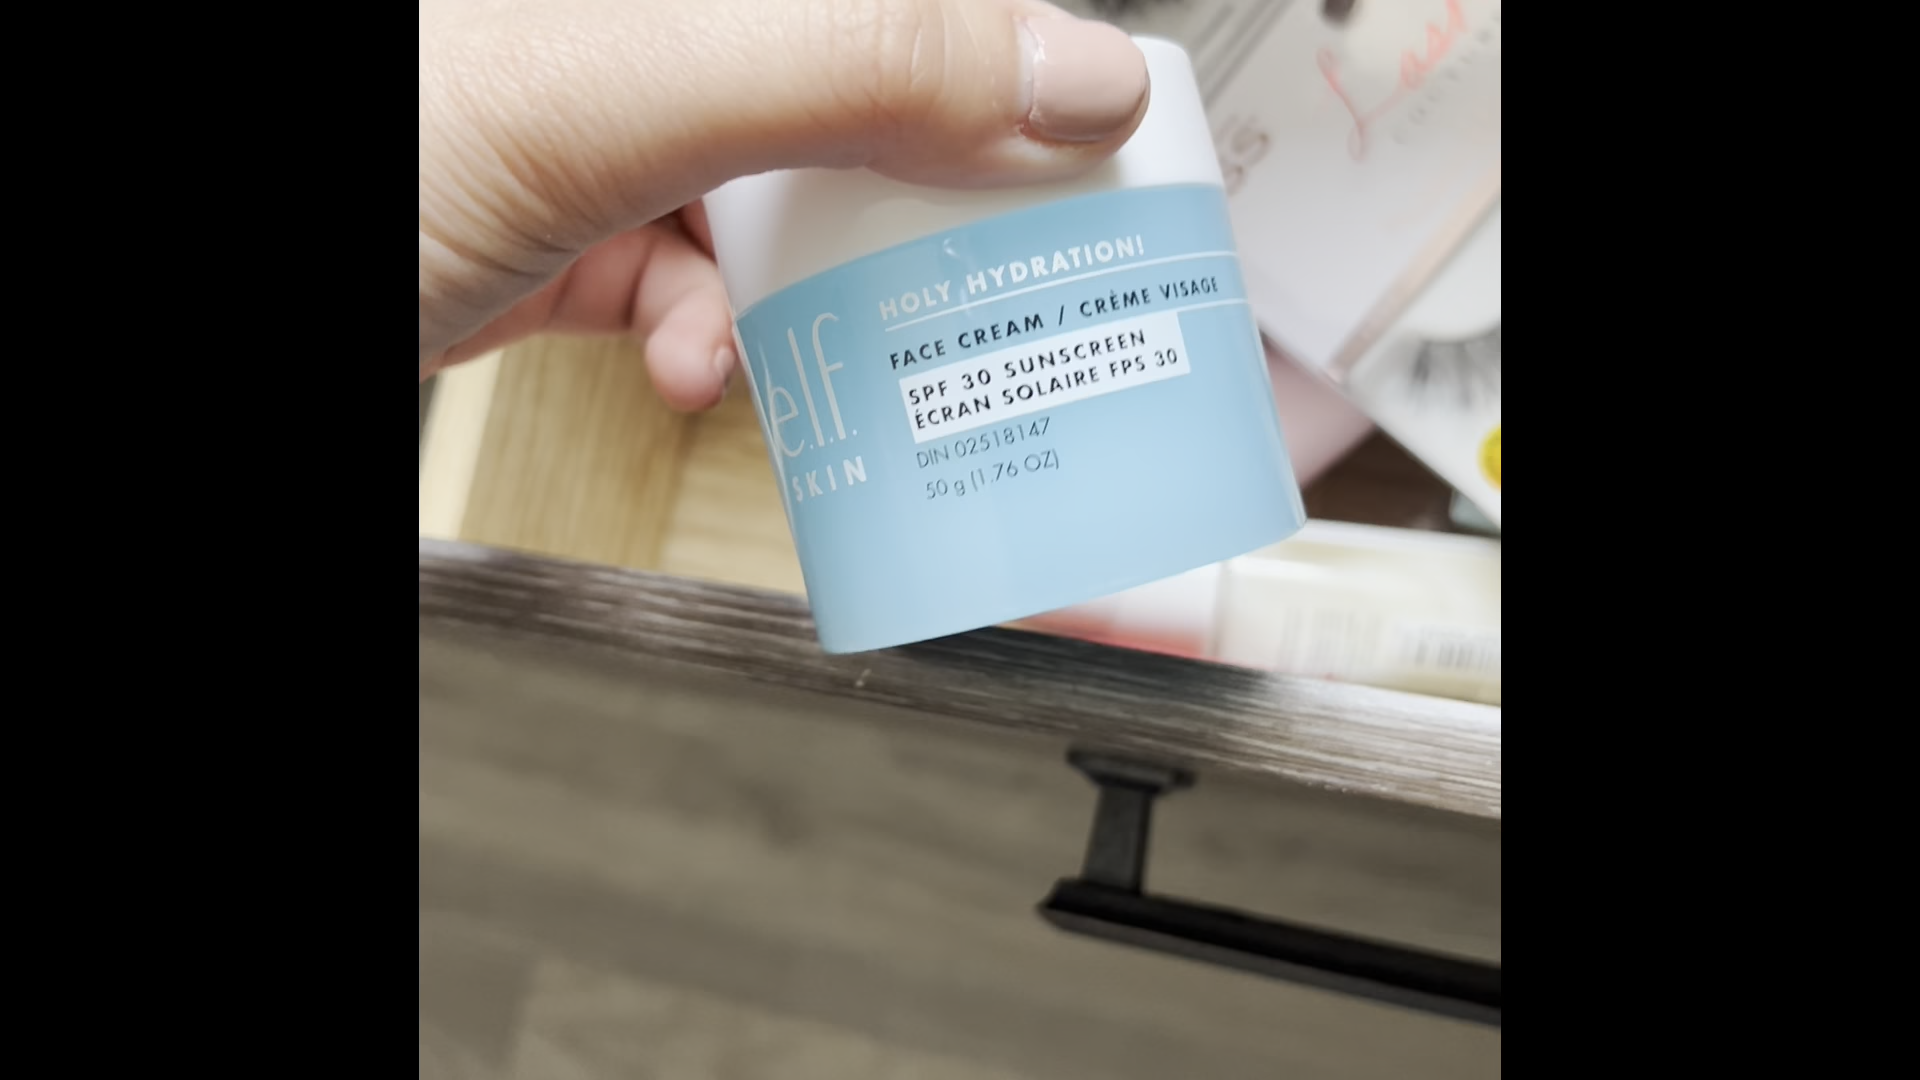 e.l.f.
SKIN
HOLY HYDRATION!
FACE CREAM / CRÈME VISAGE
SPF 30 SUNSCREEN
ÉCRAN SOLAIRE FPS 30
DIN 02518147
50 g (1.76 OZ)
Lash